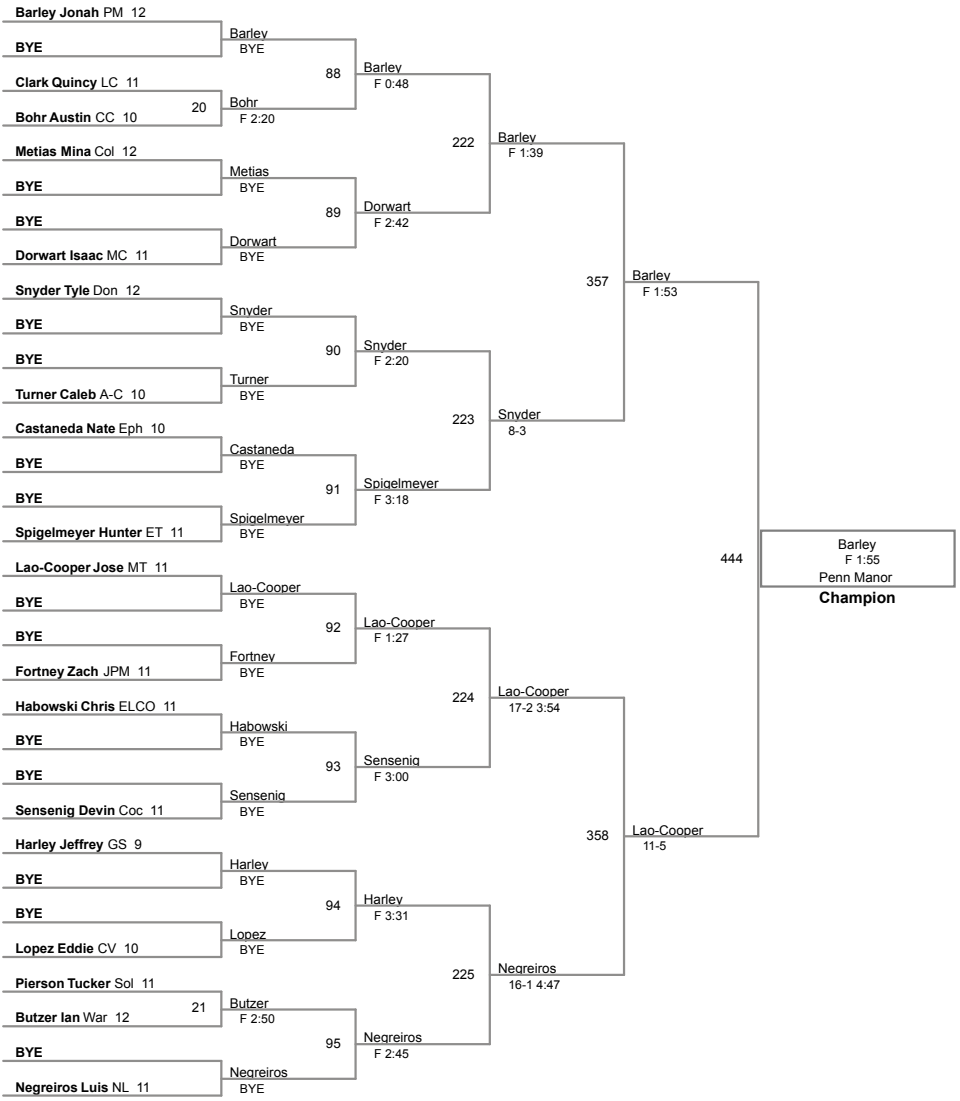 Barley Jonah PM 12
BYE
Clark Quincy LC 11
Bohr Austin CC 10
Metias Mina Col 12
BYE
BYE
Dorwart Isaac MC 11
Snyder Tyle Don 12
BYE
BYE
Turner Caleb A-C 10
Castaneda Nate Eph 10
BYE
BYE
Spigelmeyer Hunter ET 11
Lao-Cooper Jose MT 11
BYE
BYE
Fortney Zach JPM 11
Habowski Chris ELCO 11
BYE
BYE
Sensenig Devin Coc 11
Harley Jeffrey GS 9
BYE
BYE
Lopez Eddie CV 10
Pierson Tucker Sol 11
Butzer Ian War 12
BYE
Negreiros Luis NL 11
Barley
BYE
20
Bohr
F 2:20
Metias
BYE
Dorwart
BYE
Snyder
BYE
Turner
BYE
Castaneda
BYE
Spigelmeyer
BYE
Lao-Cooper
BYE
Fortney
BYE
Habowski
BYE
Sensenig
BYE
Harley
BYE
Lopez
BYE
21
Butzer
F 2:50
Negreiros
BYE
88
Barley
F 0:48
89
Dorwart
F 2:42
90
Snyder
F 2:20
91
Spigelmeyer
F 3:18
92
Lao-Cooper
F 1:27
93
Sensenig
F 3:00
94
Harley
F 3:31
95
Negreiros
F 2:45
222
Barley
F 1:39
223
Snyder
8-3
224
Lao-Cooper
17-2 3:54
225
Negreiros
16-1 4:47
357
Barley
F 1:53
358
Lao-Cooper
11-5
444
Barley
F 1:55
Penn Manor
Champion